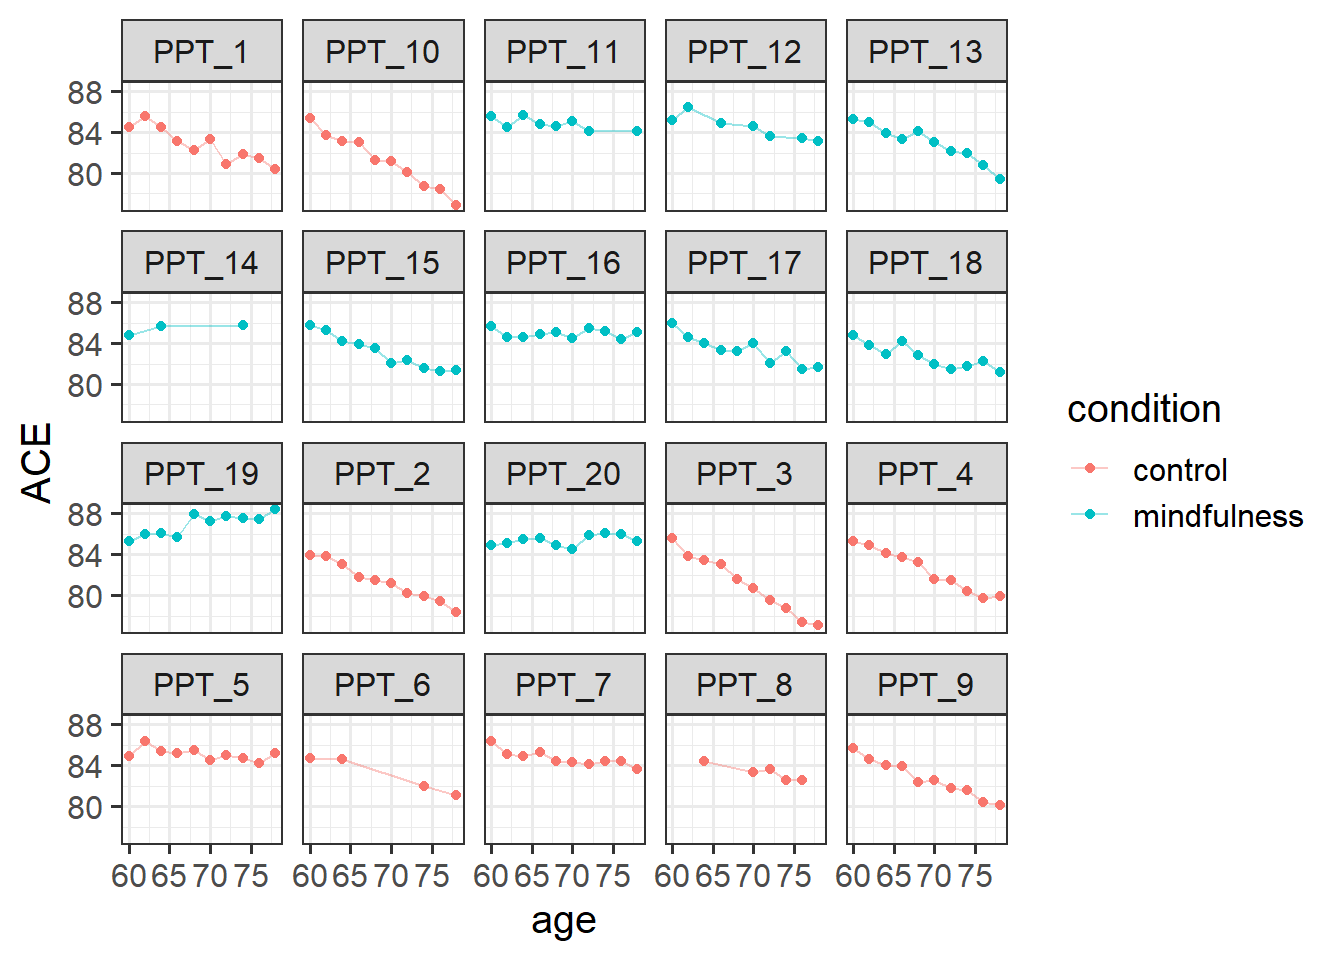 PPT_1 PPT_10 PPT_11 PPT_12 PPT_13
88
84
80
PPT_14 PPT_15 PPT_16 PPT_17 PPT_18
88
84
80
PPT_19 PPT_2 PPT_20 PPT_3 PPT_4
88
84
80
PPT_5 PPT_6 PPT_7 PPT_8 PPT_9
88
84
80
60 65 70 75 60 65 70 75 60 65 70 75 60 65 70 75 60 65 70 75
age
ACE
condition
control
mindfulness